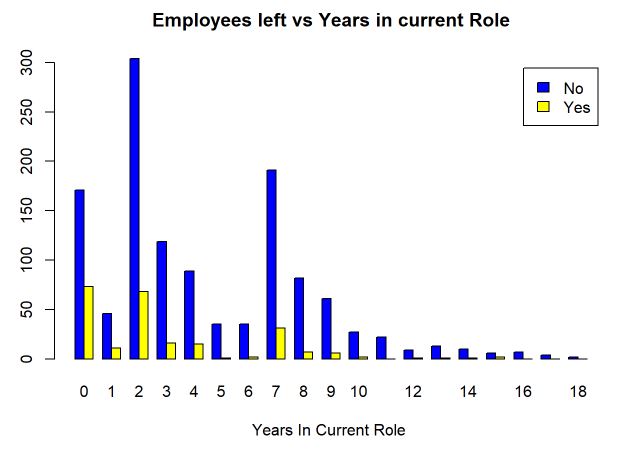 Employees left vs Years in current Role
No
Yes
300
250
200
150
100
50
0
0 1 2 3 4 5 6 7 8 9 10 12 14 16 18
Years In Current Role